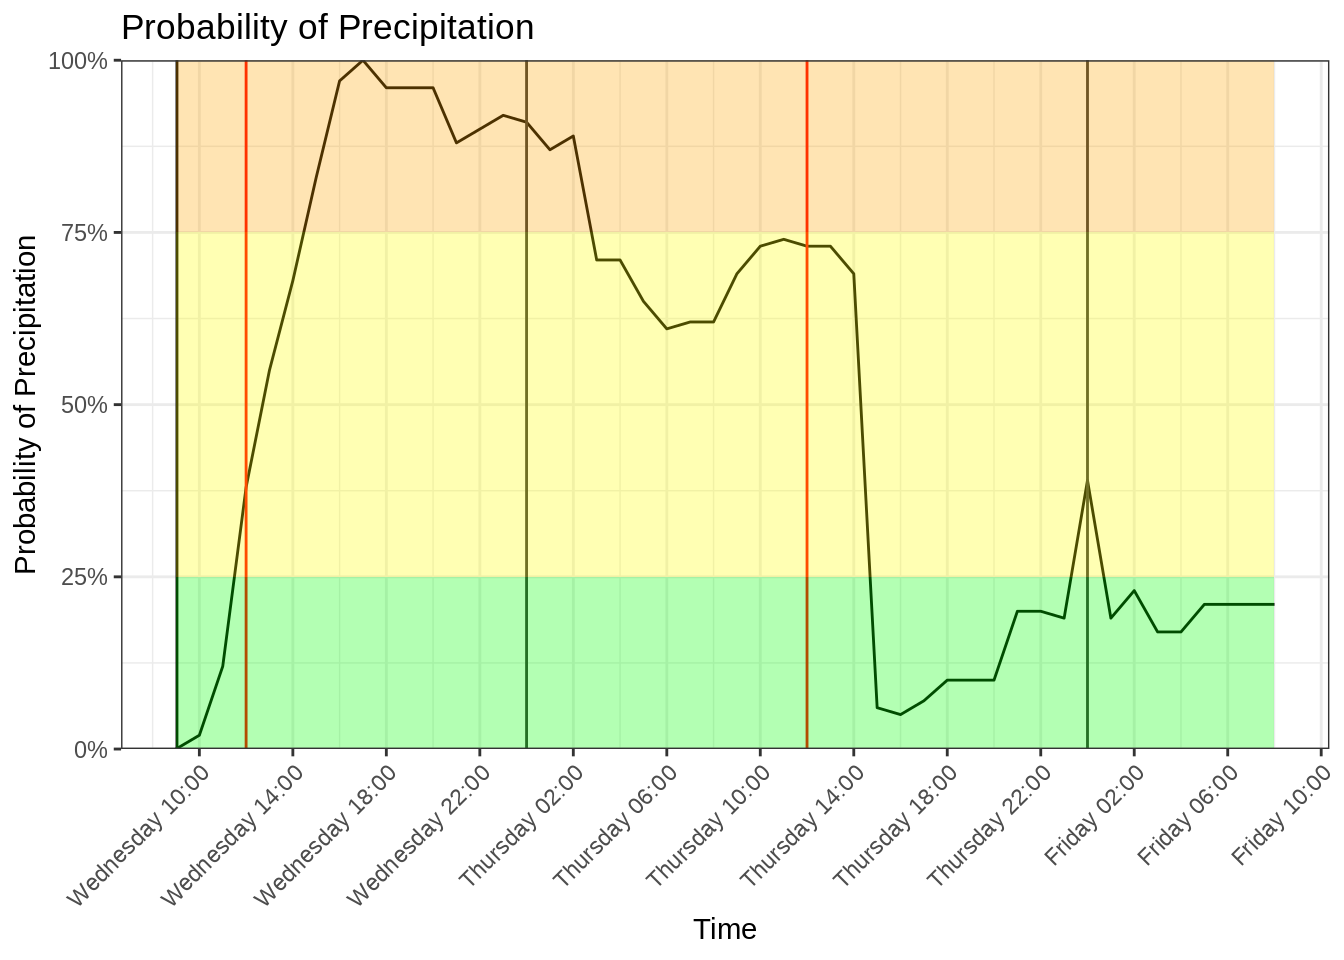 Probability of Precipitation
Probability of Precipitation
100%
75%
50%
25%
0%
Wednesday 10:00
Wednesday 14:00
Wednesday 18:00
Wednesday 22:00
Thursday 02:00
Thursday 06:00
Thursday 10:00
Thursday 14:00
Thursday 18:00
Thursday 22:00
Friday 02:00
Friday 06:00
Friday 10:00
Time